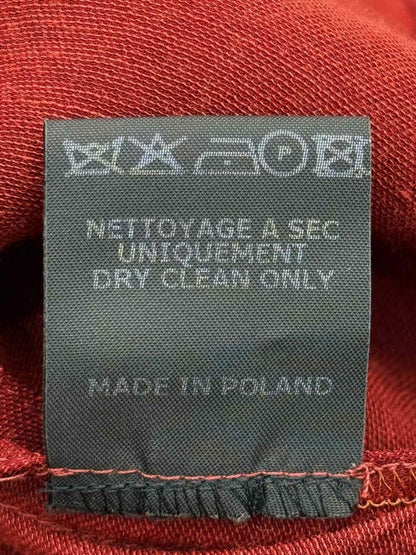 P
NETTOYAGE A SEC
UNIQUEMENT
DRY CLEAN ONLY
MADE IN POLAND